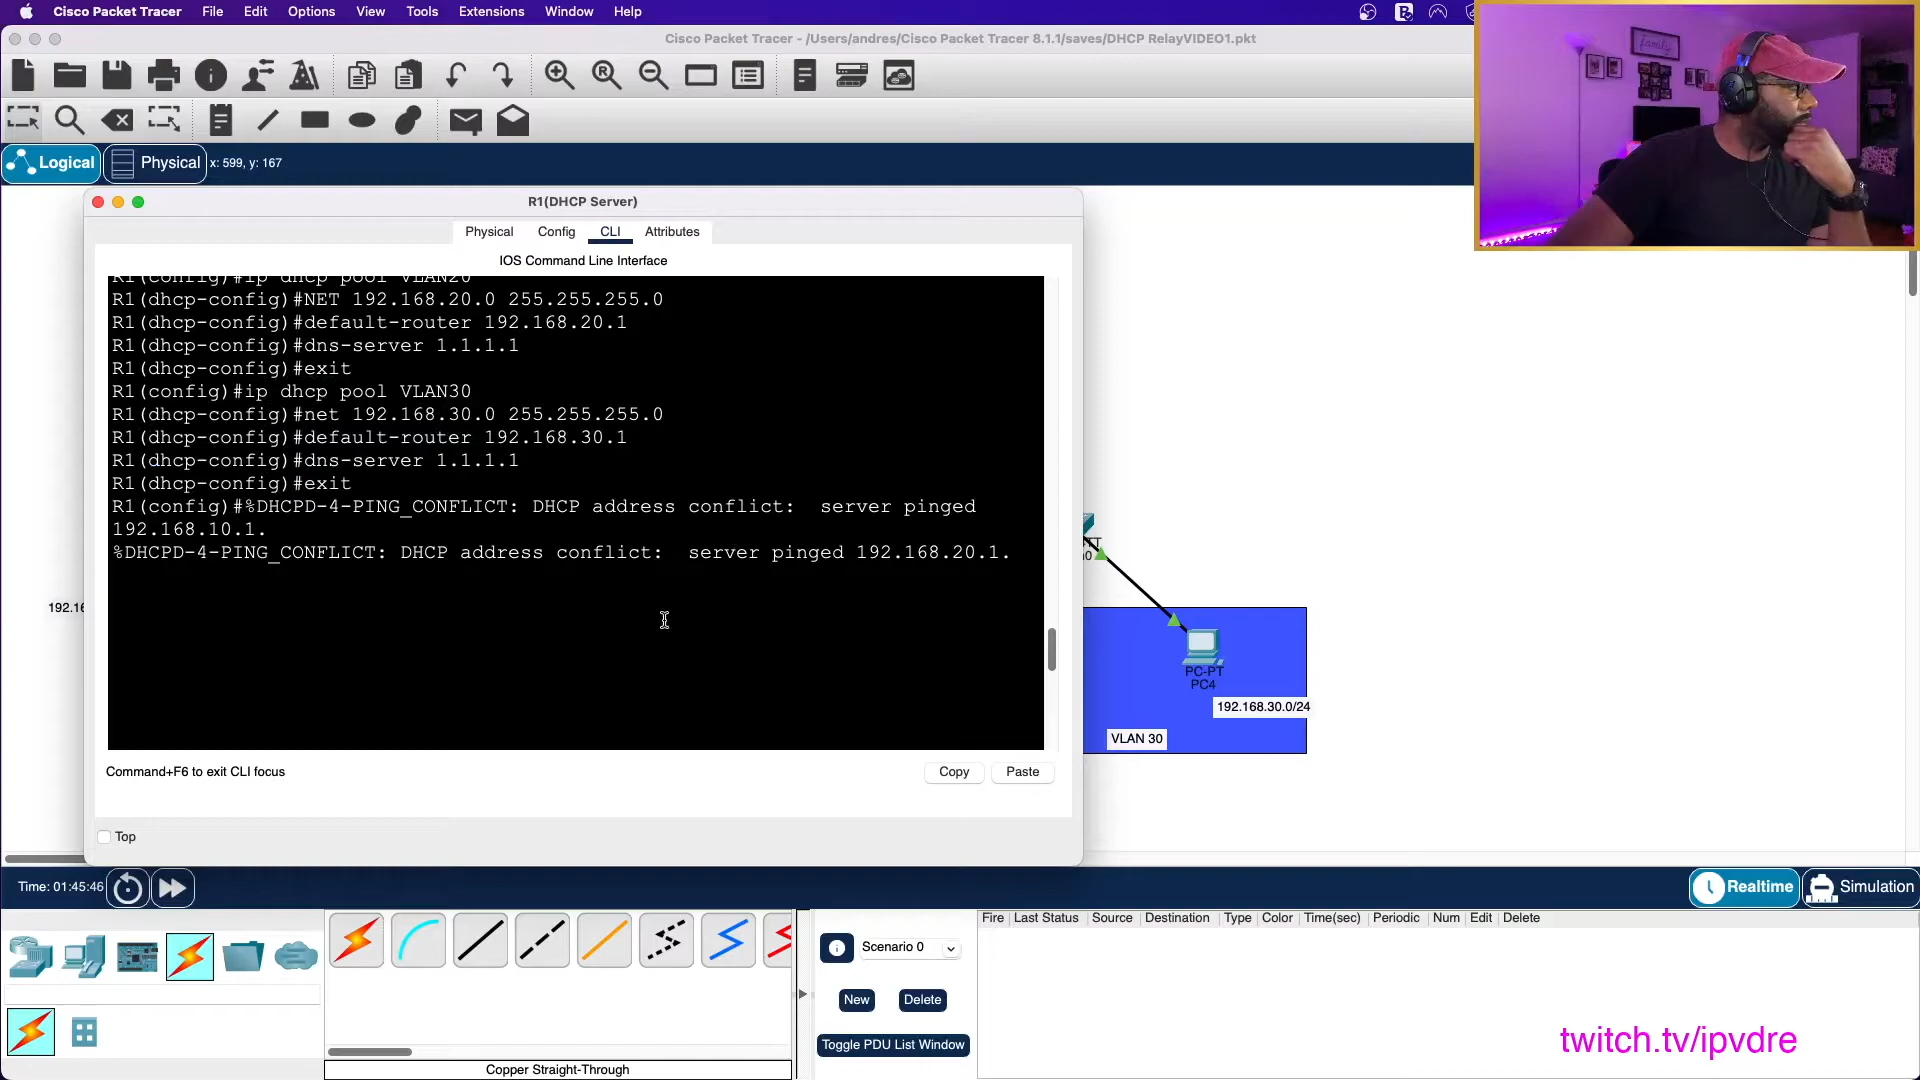 Cisco Packet Tracer File Edit Options View Tools Extensions Window Help
Cisco Packet Tracer - /Users/andres/Cisco Packet Tracer 8.1.1/saves/DHCP RelayVIDEO1.pkt
family
Logical Physical x: 599, y: 167
R1(DHCP Server)
Physical Config CLI Attributes
IOS Command Line Interface
R1(config)#ip dhcp pool VLAN20
R1(dhcp-config)#NET 192.168.20.0 255.255.255.0
R1(dhcp-config)#default-router 192.168.20.1
R1(dhcp-config)#dns-server 1.1.1.1
R1(dhcp-config)#exit
R1(config)#ip dhcp pool VLAN30
R1(dhcp-config)#net 192.168.30.0 255.255.255.0
R1(dhcp-config)#default-router 192.168.30.1
R1(dhcp-config)#dns-server 1.1.1.1
R1(dhcp-config)#exit
R1(config)#%DHCPD-4-PING_CONFLICT: DHCP address conflict:  server pinged
192.168.10.1.
%DHCPD-4-PING_CONFLICT: DHCP address conflict:  server pinged 192.168.20.1.
192.16
PC-PT
PC4
192.168.30.0/24
VLAN 30
Command+F6 to exit CLI focus
Copy Paste
Top
Time: 01:45:46
Realtime Simulation
Fire Last Status Source Destination Type Color Time(sec) Periodic Num Edit Delete
Scenario 0
New Delete
Toggle PDU List Window
Copper Straight-Through
twitch.tv/ipvdre